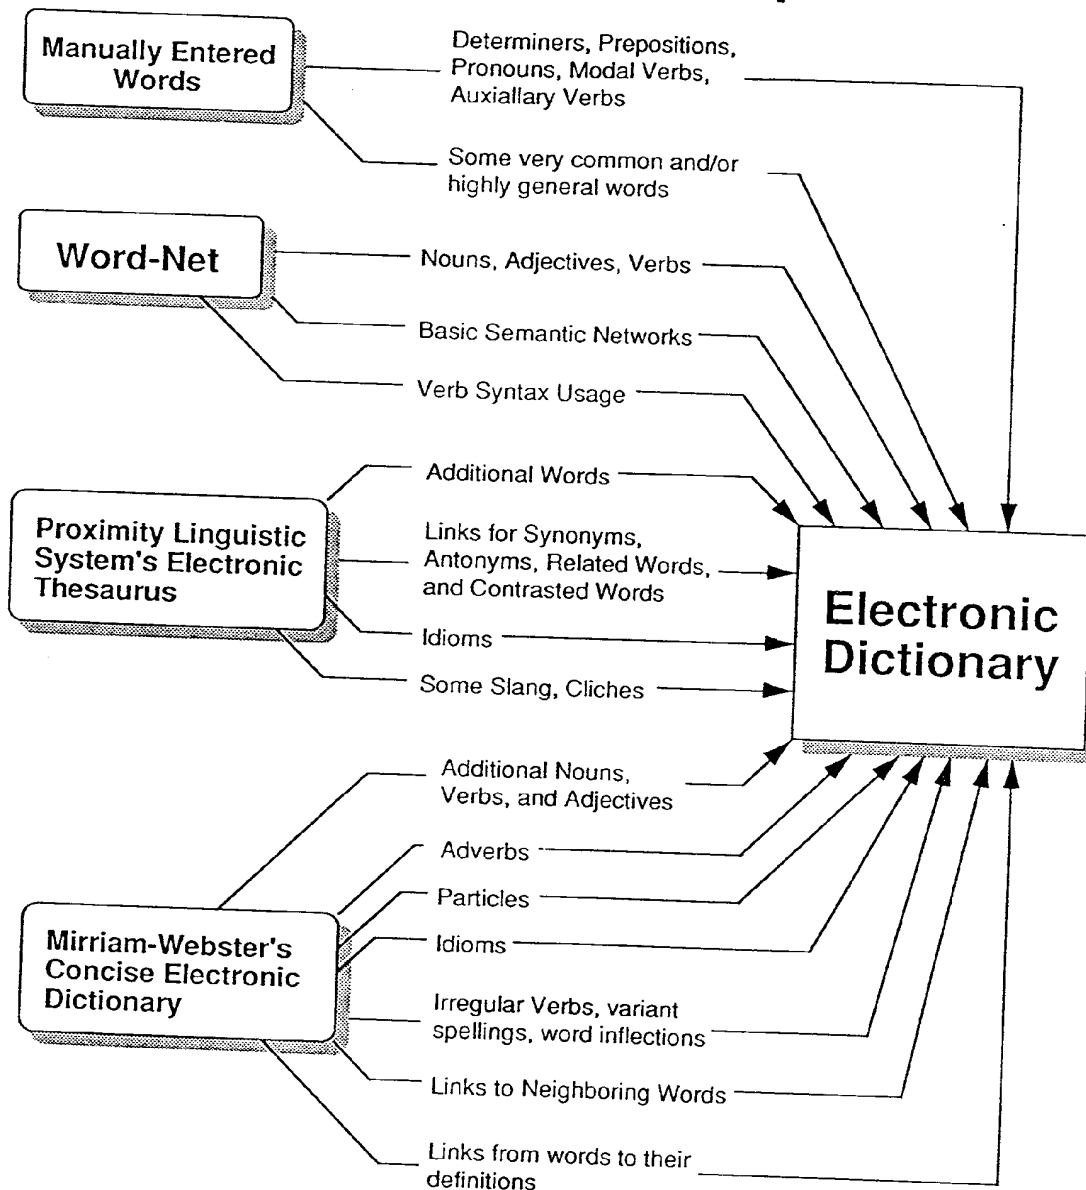 Manually Entered
Words
Determiners, Prepositions,
Pronouns, Modal Verbs,
Auxiallary Verbs
Some very common and/or
highly general words
Word-Net
Nouns, Adjectives, Verbs
Basic Semantic Networks
Verb Syntax Usage
Additional Words
Proximity Linguistic
System's Electronic
Thesaurus
Links for Synonyms,
Antonyms, Related Words,
and Contrasted Words
Idioms
Some Slang, Cliches
Electronic
Dictionary
Additional Nouns,
Verbs, and Adjectives
Adverbs
Particles
Idioms
Mirriam-Webster's
Concise Electronic
Dictionary
Irregular Verbs, variant
spellings, word inflections
Links to Neighboring Words
Links from words to their
definitions